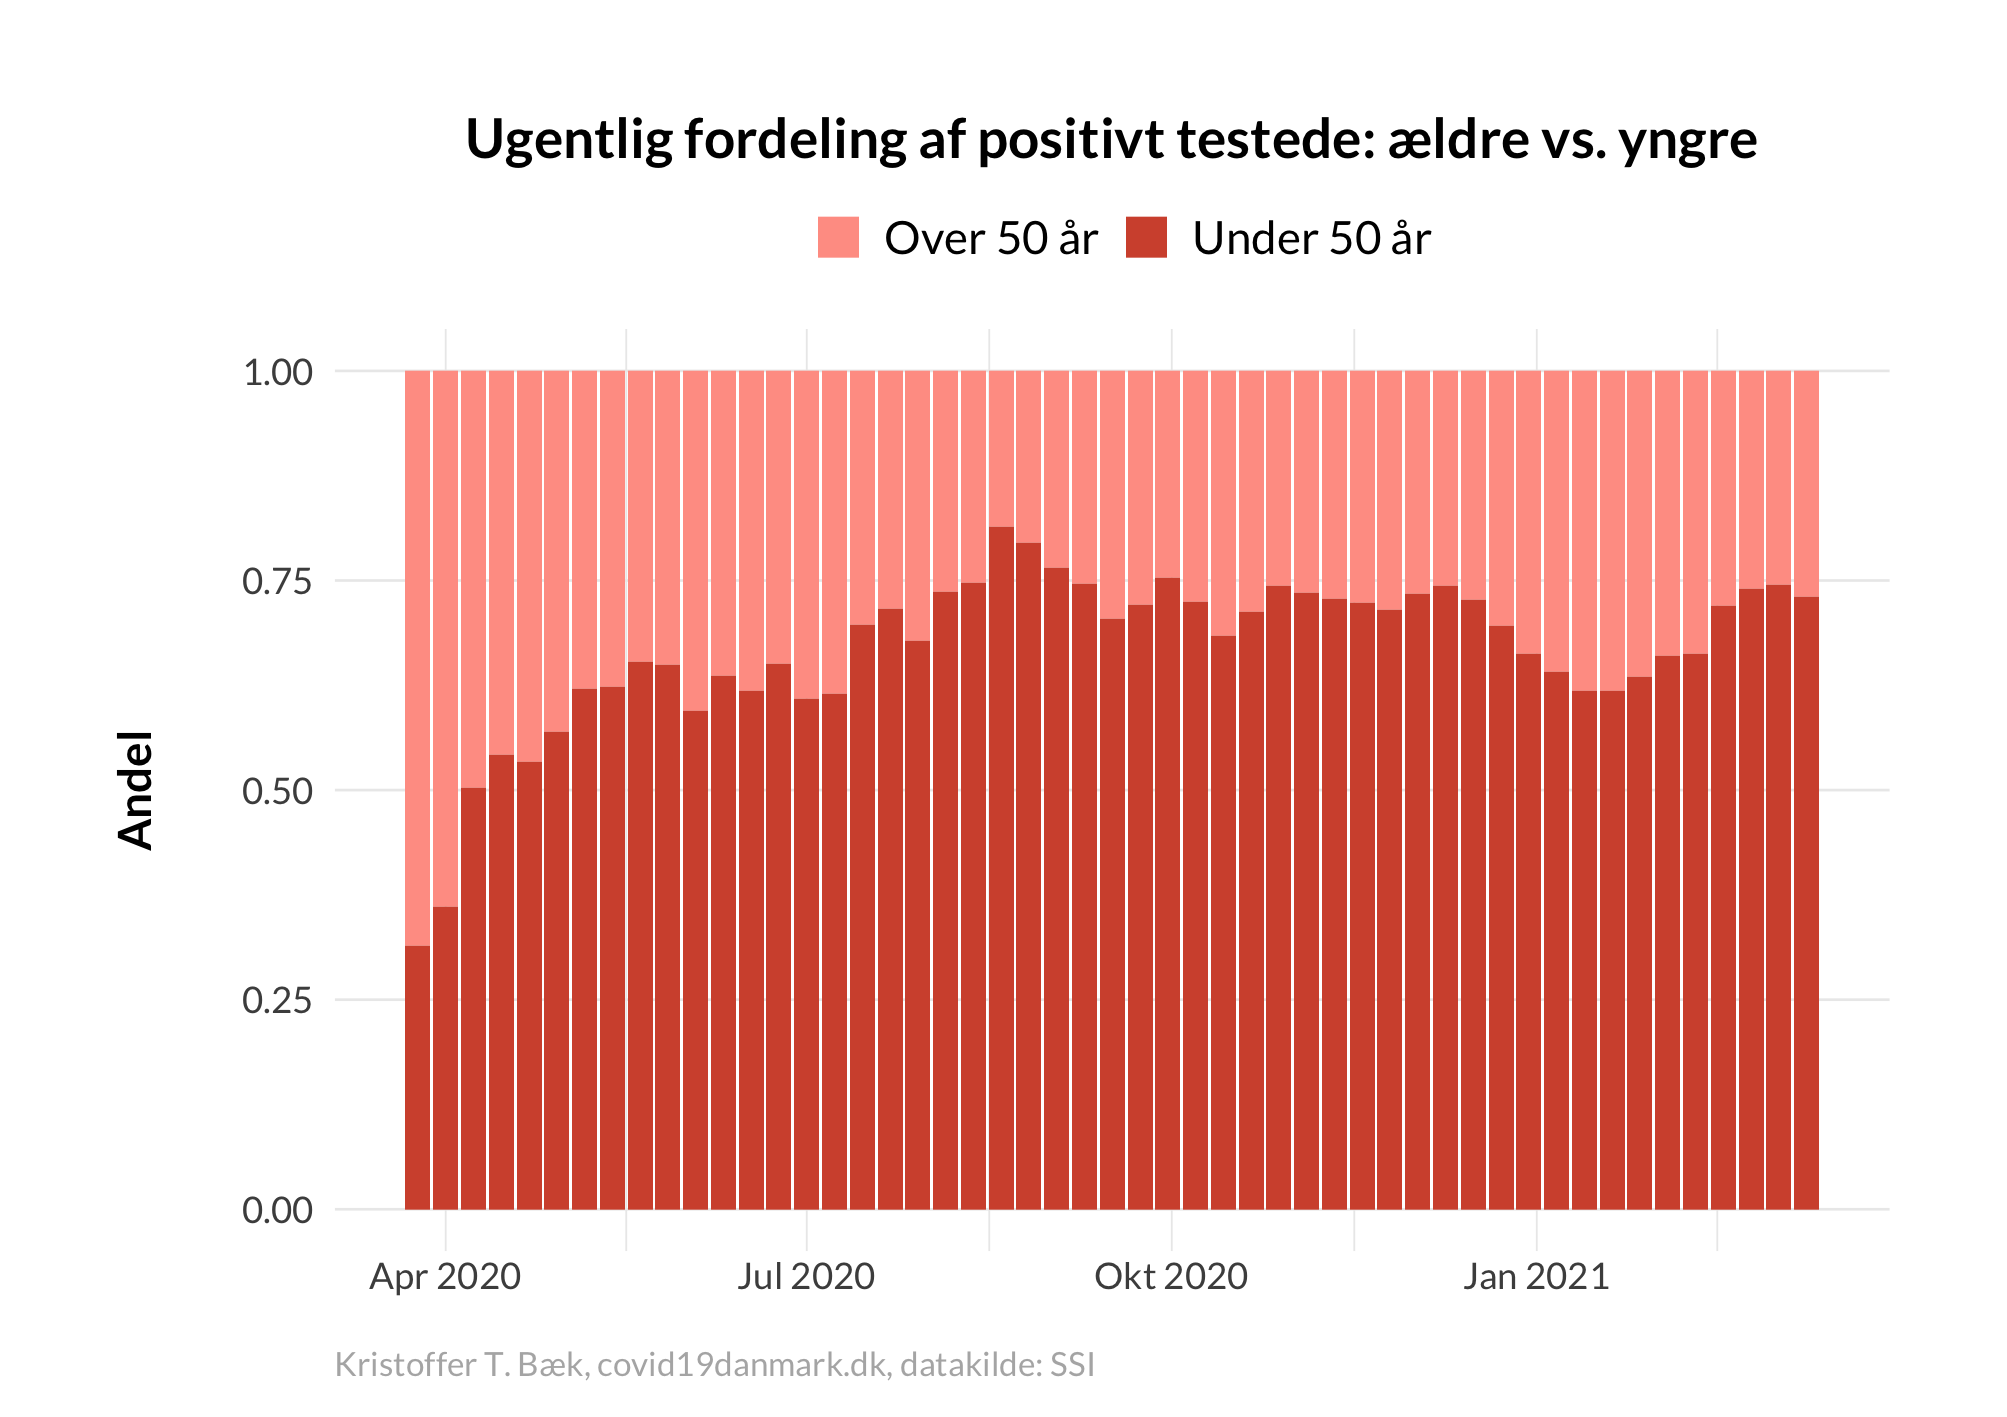 Ugentlig fordeling af positivt testede: ældre vs. yngre
Over 50 år Under 50 år
1.00
0.75
0.50
0.25
0.00
Andel
Apr 2020 Jul 2020 Okt 2020 Jan 2021
Kristoffer T. Bæk, covid19danmark.dk, datakilde: SSI